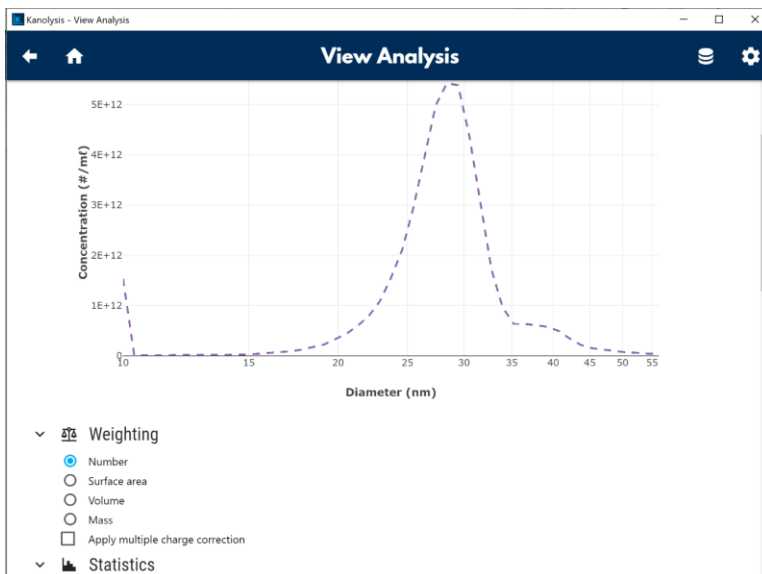 Kanolysis - View Analysis
View Analysis
5E+12
4E+12
3E+12
2E+12
1E+12
0
Concentration (#/mℓ)
10 15 20 25 30 35 40 45 50 55
Diameter (nm)
Weighting
Number
Surface area
Volume
Mass
Apply multiple charge correction
Statistics